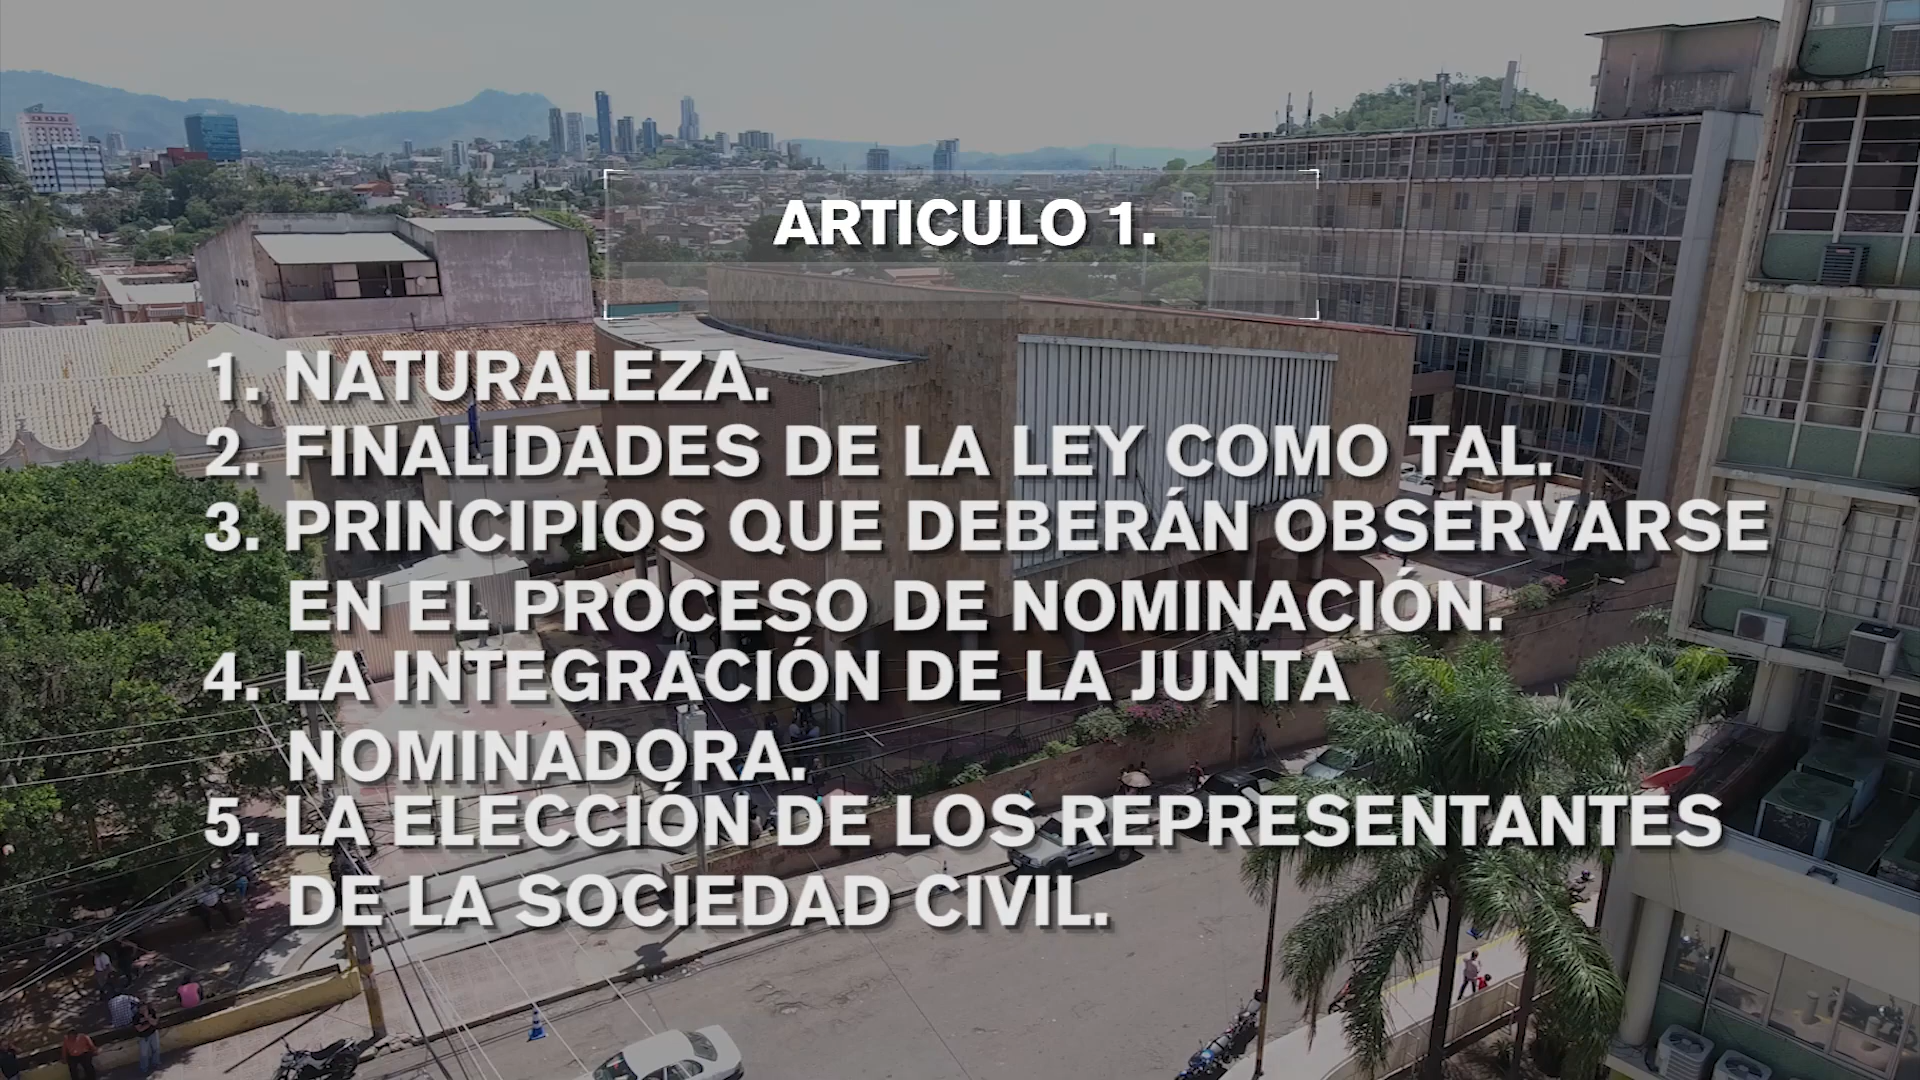 ARTICULO 1.
1. NATURALEZA.
2. FINALIDADES DE LA LEY COMO TAL.
3. PRINCIPIOS QUE DEBERÁN OBSERVARSE
EN EL PROCESO DE NOMINACIÓN.
4. LA INTEGRACIÓN DE LA JUNTA
NOMINADORA.
5. LA ELECCIÓN DE LOS REPRESENTANTES
DE LA SOCIEDAD CIVIL.